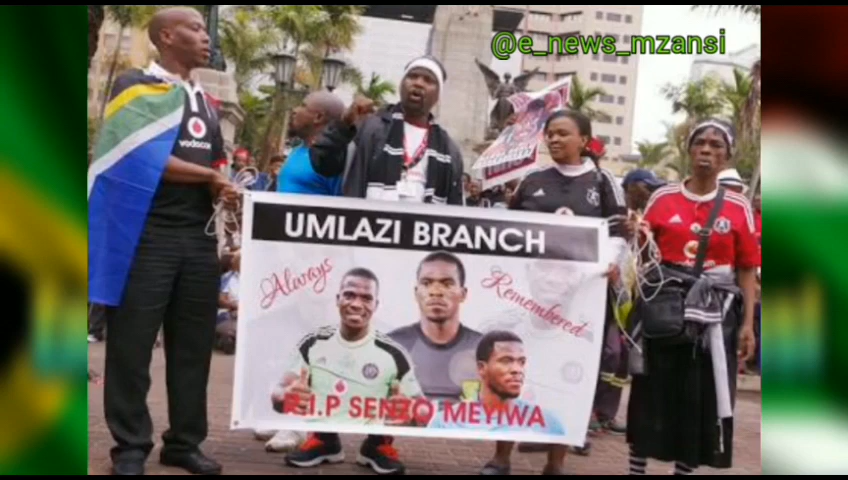 @e_news_mzansi
vodacom
UMLAZI BRANCH
Always
Remembered
R.I.P SENZO MEYIWA